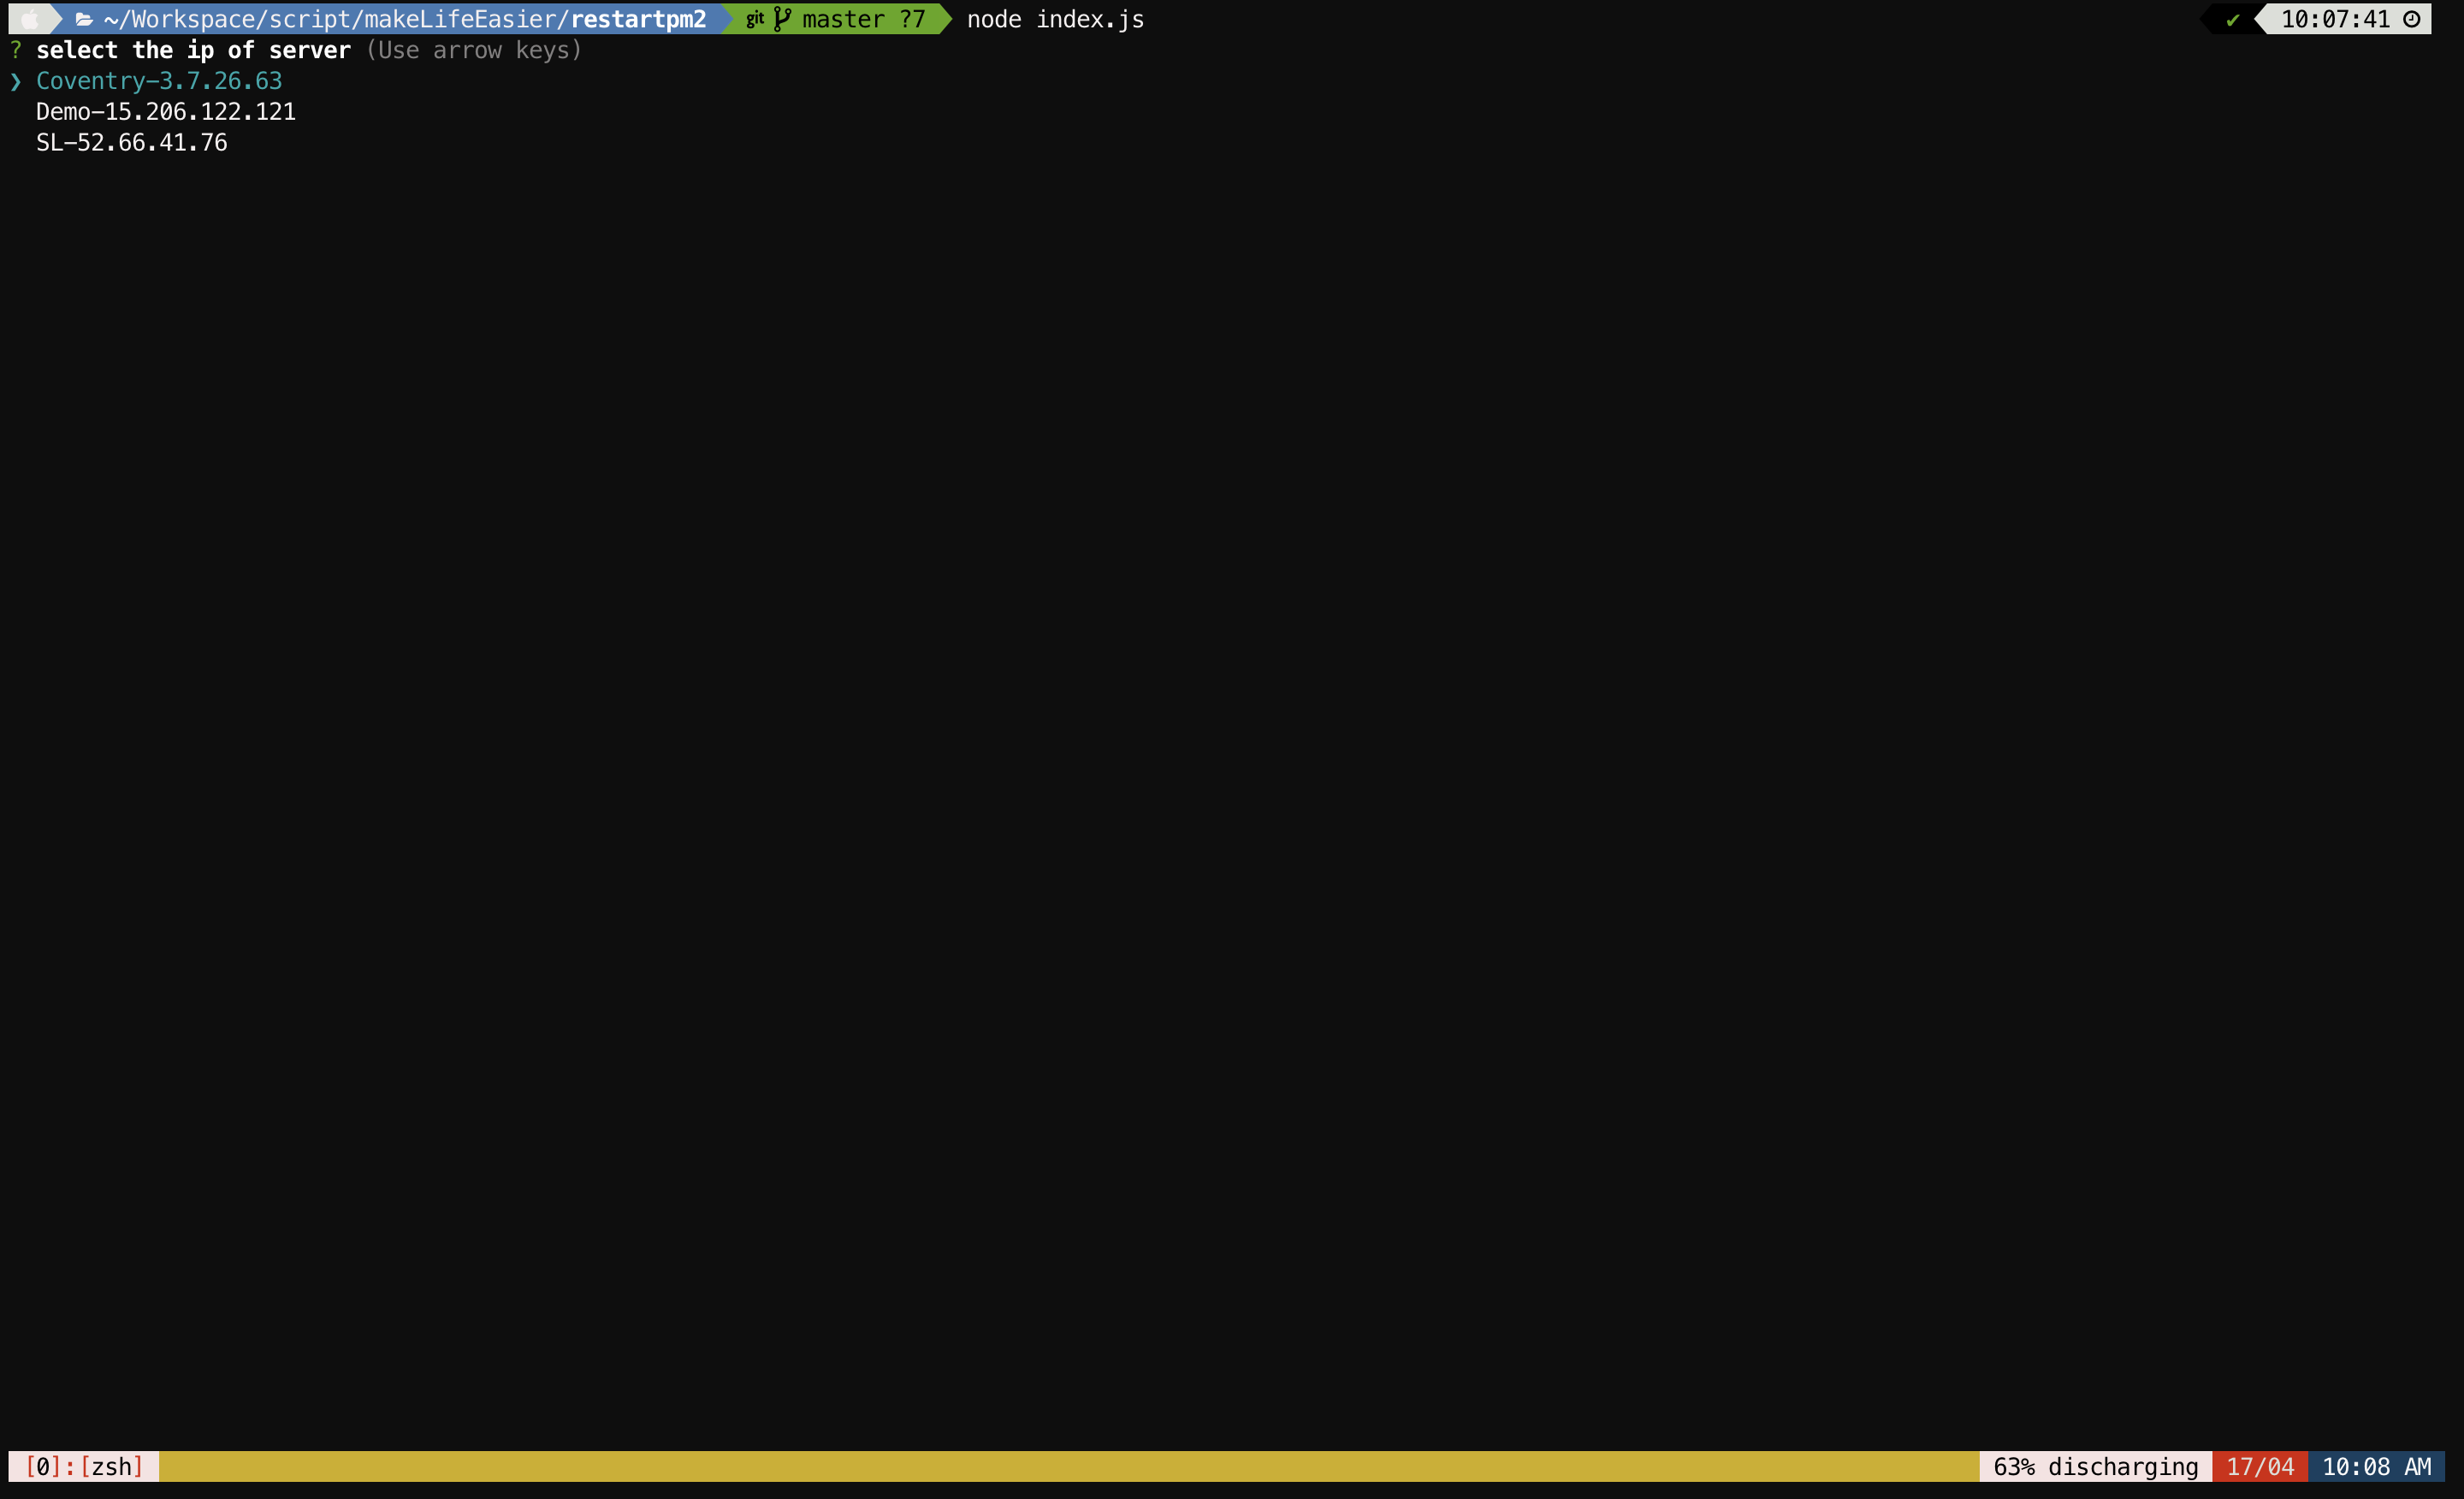 ~/Workspace/script/makeLifeEasier/restartpm2 git master ?7 node index.js ✔ 10:07:41
? select the ip of server (Use arrow keys)
❯ Coventry-3.7.26.63
Demo-15.206.122.121
SL-52.66.41.76
[0]:[zsh] 63% discharging 17/04 10:08 AM